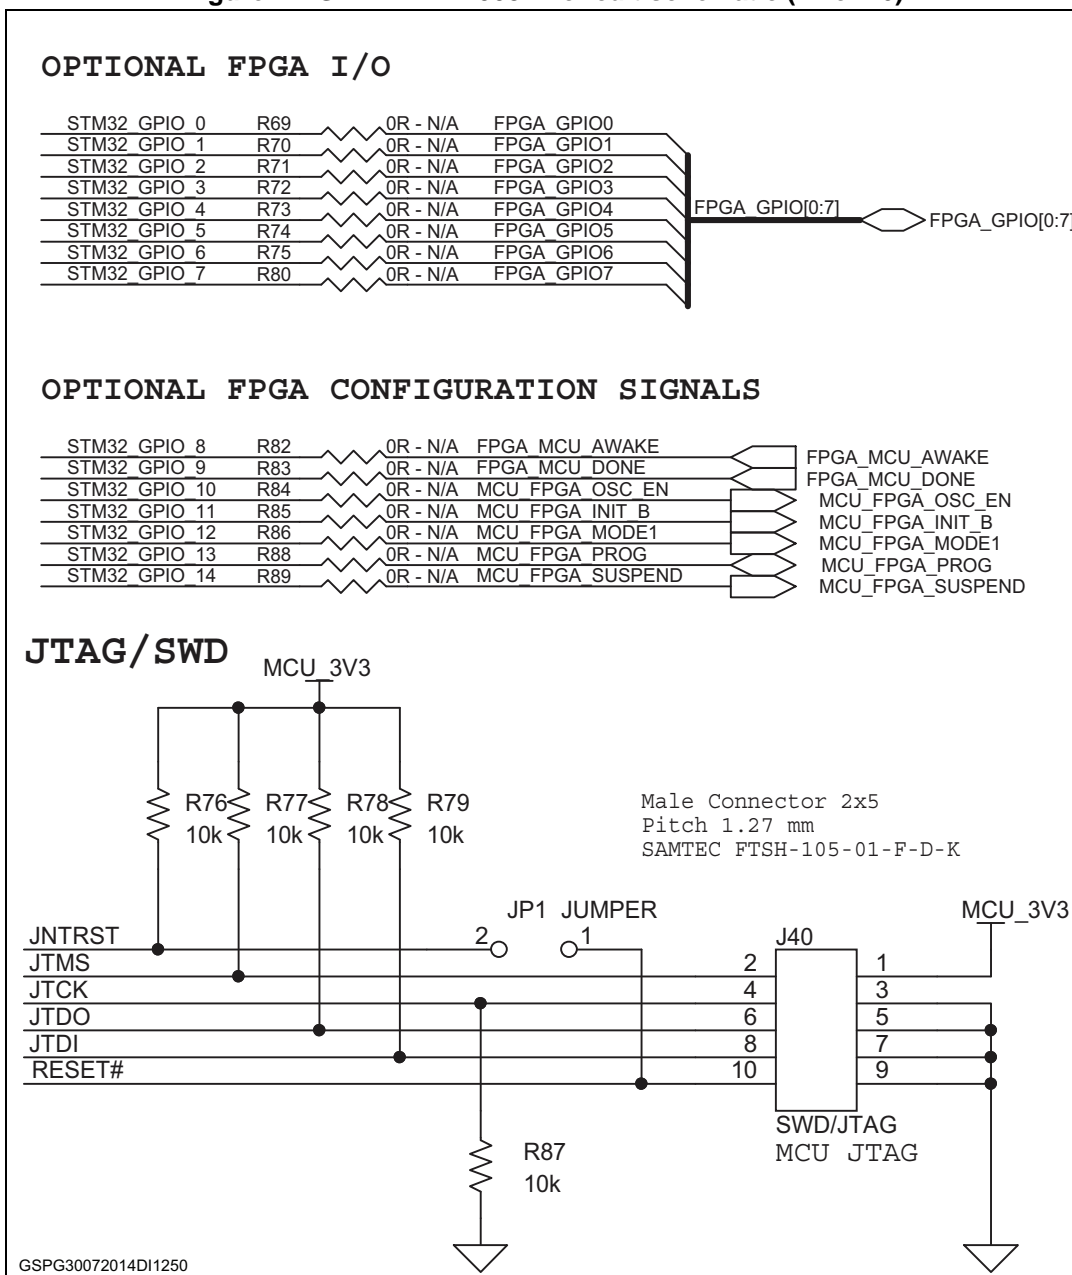 OPTIONAL FPGA I/O
STM32_GPIO_0 R69 0R - N/A FPGA_GPIO0
STM32_GPIO_1 R70 0R - N/A FPGA_GPIO1
STM32_GPIO_2 R71 0R - N/A FPGA_GPIO2
STM32_GPIO_3 R72 0R - N/A FPGA_GPIO3
STM32_GPIO_4 R73 0R - N/A FPGA_GPIO4
STM32_GPIO_5 R74 0R - N/A FPGA_GPIO5
STM32_GPIO_6 R75 0R - N/A FPGA_GPIO6
STM32_GPIO_7 R80 0R - N/A FPGA_GPIO7
FPGA_GPIO[0:7] FPGA_GPIO[0:7]
OPTIONAL FPGA CONFIGURATION SIGNALS
STM32_GPIO_8 R82 0R - N/A FPGA_MCU_AWAKE FPGA_MCU_AWAKE
STM32_GPIO_9 R83 0R - N/A FPGA_MCU_DONE FPGA_MCU_DONE
STM32_GPIO_10 R84 0R - N/A MCU_FPGA_OSC_EN MCU_FPGA_OSC_EN
STM32_GPIO_11 R85 0R - N/A MCU_FPGA_INIT_B MCU_FPGA_INIT_B
STM32_GPIO_12 R86 0R - N/A MCU_FPGA_MODE1 MCU_FPGA_MODE1
STM32_GPIO_13 R88 0R - N/A MCU_FPGA_PROG MCU_FPGA_PROG
STM32_GPIO_14 R89 0R - N/A MCU_FPGA_SUSPEND MCU_FPGA_SUSPEND
JTAG/SWD
MCU_3V3
R76 R77 R78 R79
10k 10k 10k 10k
Male Connector 2x5
Pitch 1.27 mm
SAMTEC FTSH-105-01-F-D-K
JP1 JUMPER
2 1
MCU_3V3
J40
JNTRST
JTMS 2 1
JTCK 4 3
JTDO 6 5
JTDI 8 7
RESET# 10 9
SWD/JTAG
MCU JTAG
R87
10k
GSPG30072014DI1250